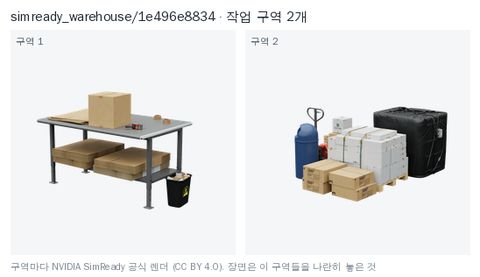 simready_warehouse/1e496e8834 · 작업 구역 2개
구역 1
구역 2
구역마다 NVIDIA SimReady 공식 렌더 (CC BY 4.0). 장면은 이 구역들을 나란히 놓은 것